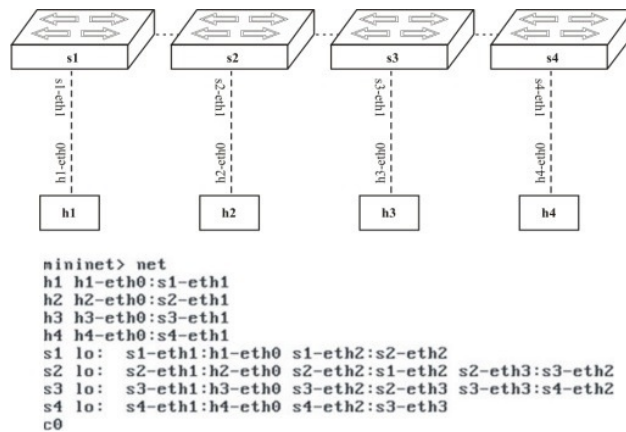 s1 s2 s3 s4
s1-eth1 s2-eth1 s3-eth1 s4-eth1
h1-eth0 h2-eth0 h3-eth0 h4-eth0
h1 h2 h3 h4
mininet> net
h1 h1-eth0:s1-eth1
h2 h2-eth0:s2-eth1
h3 h3-eth0:s3-eth1
h4 h4-eth0:s4-eth1
s1 lo:  s1-eth1:h1-eth0 s1-eth2:s2-eth2
s2 lo:  s2-eth1:h2-eth0 s2-eth2:s1-eth2 s2-eth3:s3-eth2
s3 lo:  s3-eth1:h3-eth0 s3-eth2:s2-eth3 s3-eth3:s4-eth2
s4 lo:  s4-eth1:h4-eth0 s4-eth2:s3-eth3
c0